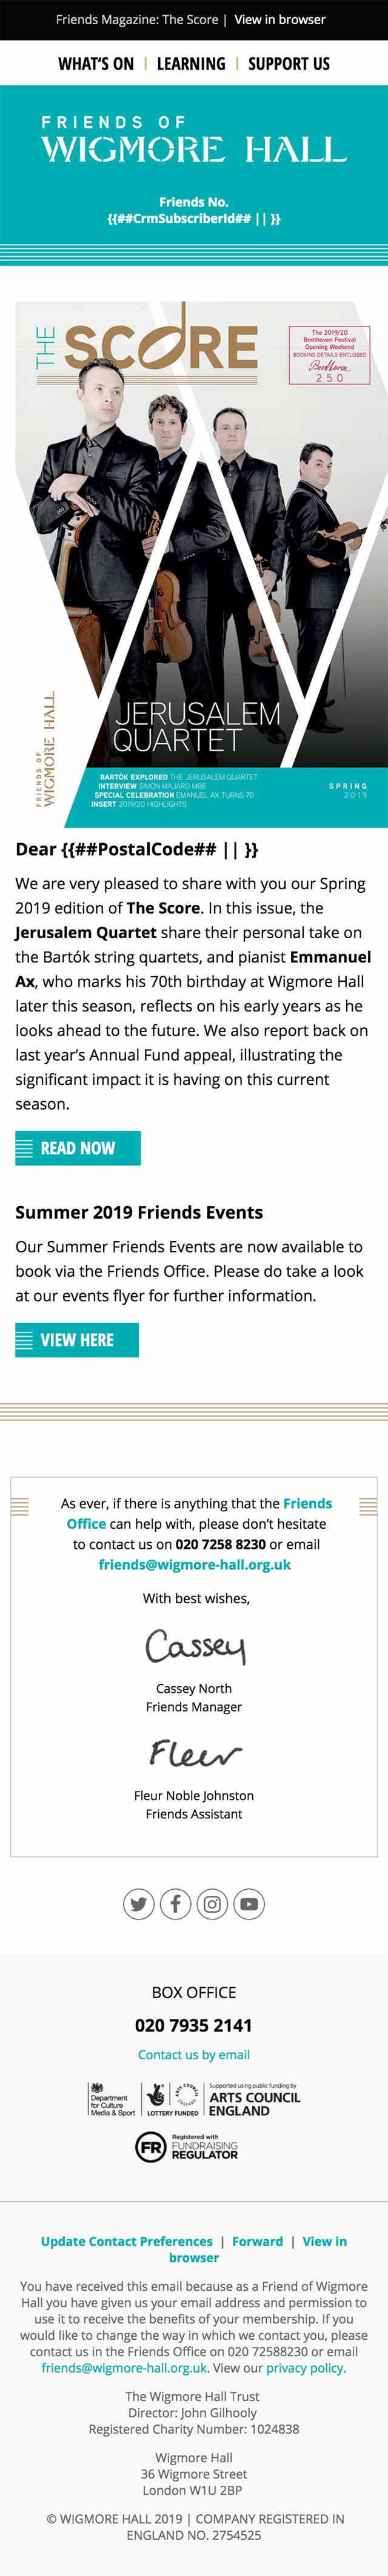 Friends Magazine: The Score | View in browser
WHAT'S ON | LEARNING | SUPPORT US
FRIENDS OF
WIGMORE HALL
Friends No.
{{##CrmSubscriberId## || }}
THE SCORE
The 2019/20
Beethoven Festival
Opening Weekend
BOOKING DETAILS ENCLOSED
Beethoven
250
JERUSALEM
QUARTET
FRIENDS OF
WIGMORE HALL
BARTÓK EXPLORED THE JERUSALEM QUARTET
INTERVIEW SIMON MAJARO MBE
SPECIAL CELEBRATION EMANUEL AX TURNS 70
INSERT 2019/20 HIGHLIGHTS
SPRING
2019
Dear {{##PostalCode## || }}
We are very pleased to share with you our Spring
2019 edition of The Score. In this issue, the
Jerusalem Quartet share their personal take on
the Bartók string quartets, and pianist Emmanuel
Ax, who marks his 70th birthday at Wigmore Hall
later this season, reflects on his early years as he
looks ahead to the future. We also report back on
last year's Annual Fund appeal, illustrating the
significant impact it is having on this current
season.
READ NOW
Summer 2019 Friends Events
Our Summer Friends Events are now available to
book via the Friends Office. Please do take a look
at our events flyer for further information.
VIEW HERE
As ever, if there is anything that the Friends
Office can help with, please don't hesitate
to contact us on 020 7258 8230 or email
friends@wigmore-hall.org.uk
With best wishes,
Cassey
Cassey North
Friends Manager
Fleur
Fleur Noble Johnston
Friends Assistant
BOX OFFICE
020 7935 2141
Contact us by email
Department
for Culture
Media & Sport
LOTTERY FUNDED
Supported using public funding by
ARTS COUNCIL
ENGLAND
FR
Registered with
FUNDRAISING
REGULATOR
Update Contact Preferences | Forward | View in
browser
You have received this email because as a Friend of Wigmore
Hall you have given us your email address and permission to
use it to receive the benefits of your membership. If you
would like to change the way in which we contact you, please
contact us in the Friends Office on 020 72588230 or email
friends@wigmore-hall.org.uk. View our privacy policy.
The Wigmore Hall Trust
Director: John Gilhooly
Registered Charity Number: 1024838
Wigmore Hall
36 Wigmore Street
London W1U 2BP
© WIGMORE HALL 2019 | COMPANY REGISTERED IN
ENGLAND NO. 2754525